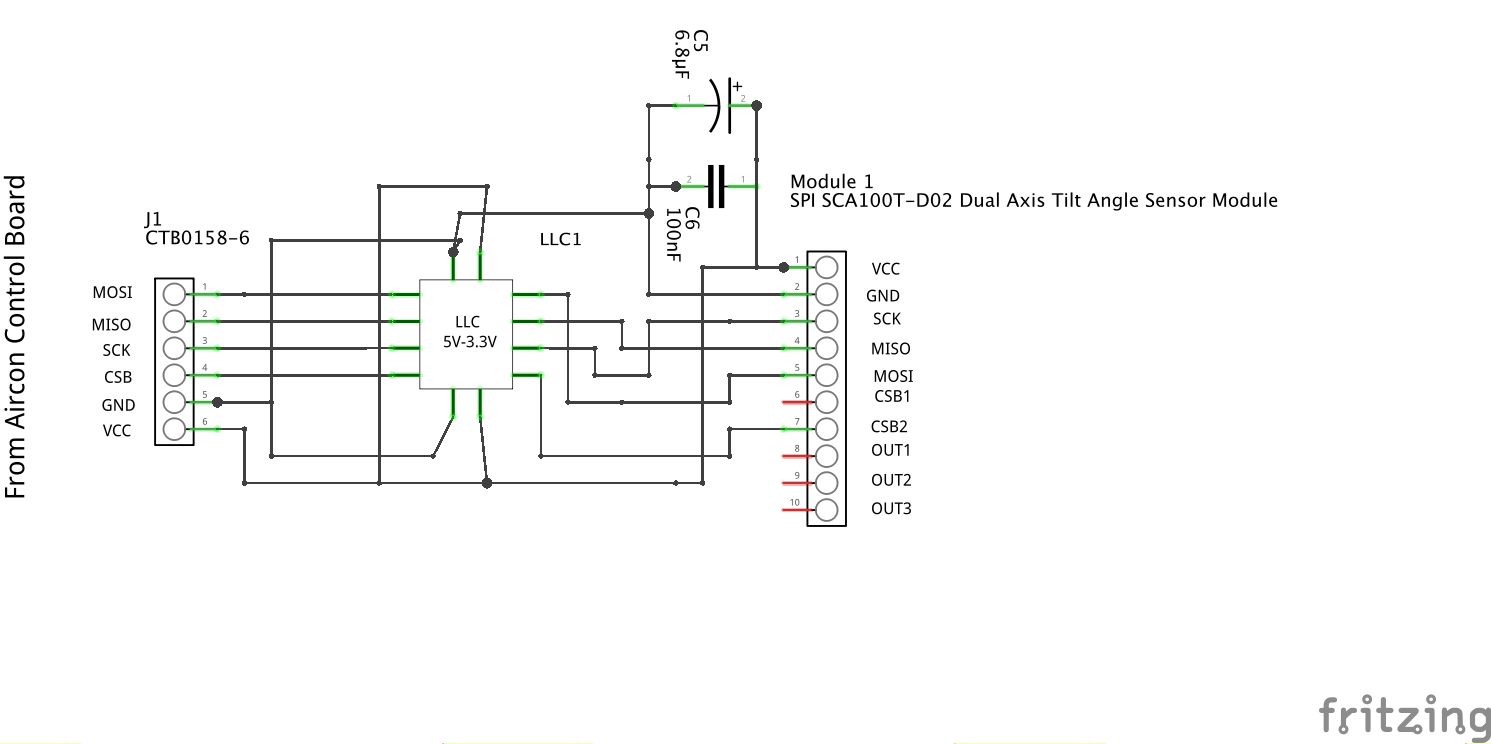 From Aircon Control Board
C5
6.8µF
+
1
2
2
1
C6
100nF
Module 1
SPI SCA100T-D02 Dual Axis Tilt Angle Sensor Module
J1
CTB0158-6
LLC1
LLC
5V-3.3V
MOSI
1
MISO
2
SCK
3
CSB
4
GND
5
VCC
6
1
VCC
2
GND
3
SCK
4
MISO
5
MOSI
6
CSB1
7
CSB2
8
OUT1
9
OUT2
10
OUT3
fritzing